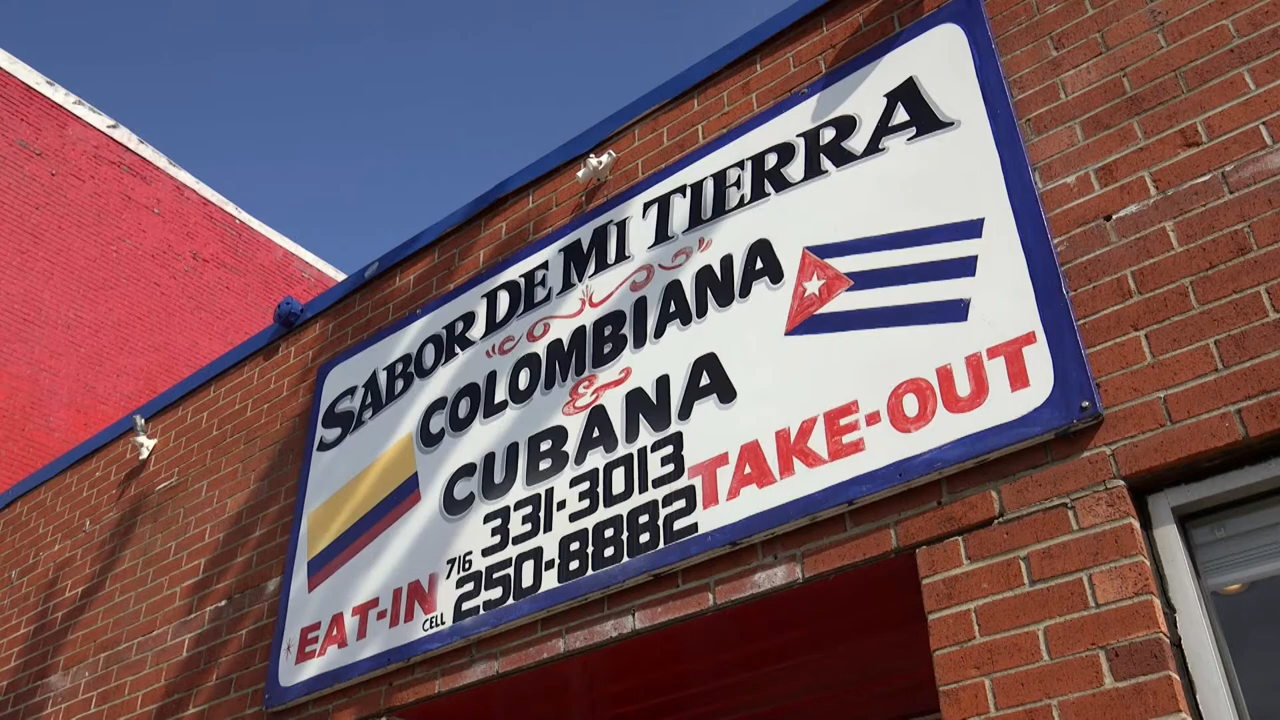 SABOR DE MI TIERRA
COLOMBIANA
&
CUBANA
331-3013
716
250-8882
CELL
EAT-IN
TAKE-OUT